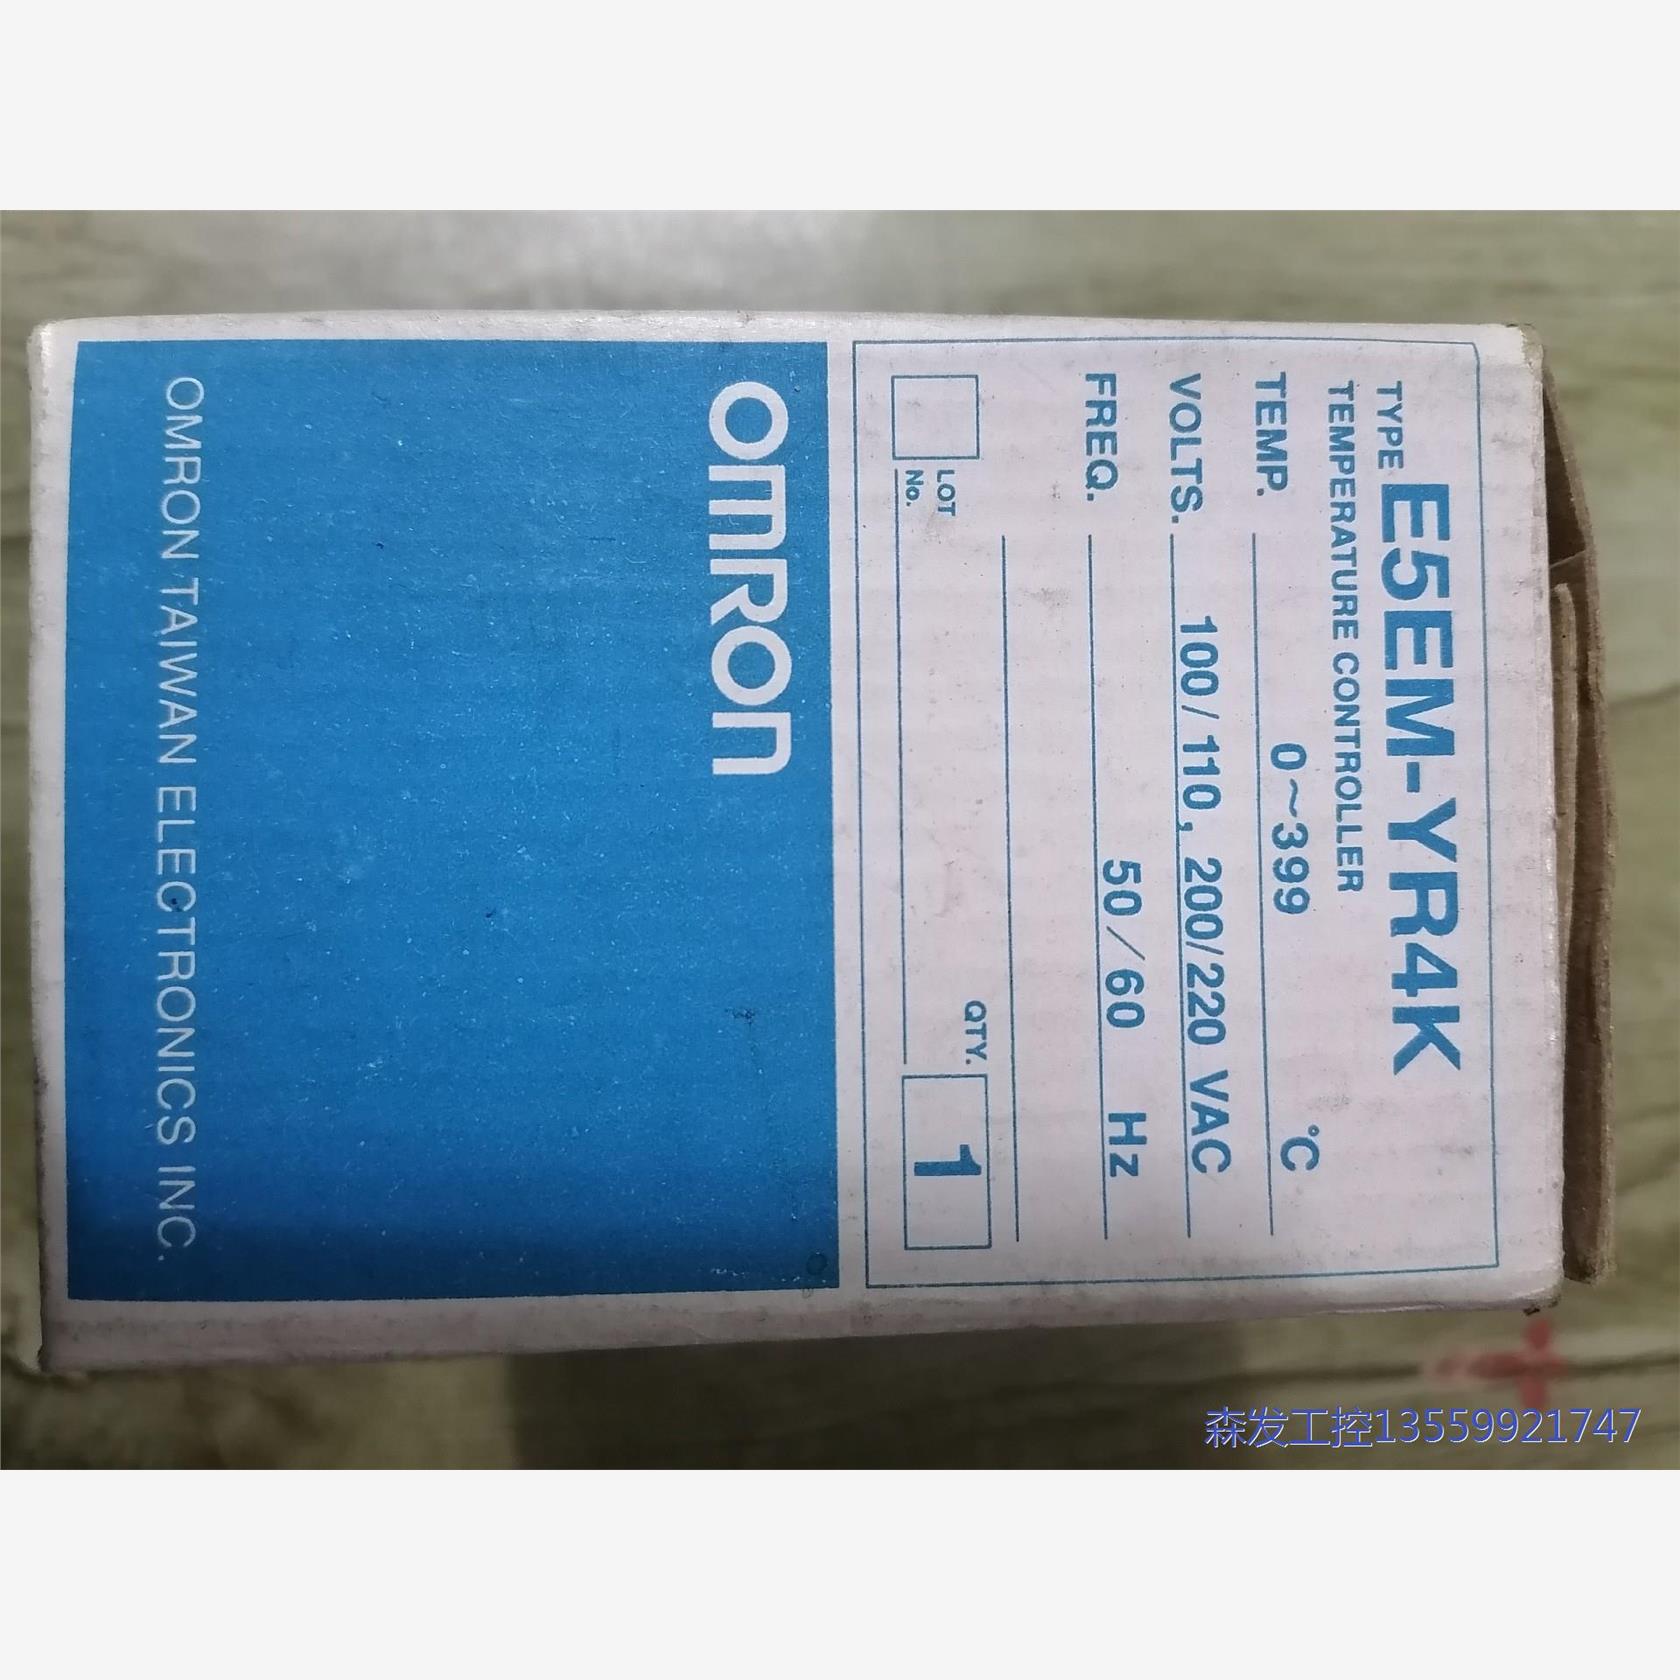 TYPE E5EM-YR4K
TEMPERATURE CONTROLLER
TEMP. 0~399 ℃
VOLTS. 100/110, 200/220 VAC
FREQ. 50/60 Hz
LOT No. QTY. 1
OMRON
OMRON TAIWAN ELECTRONICS INC.
森发工控13559921747